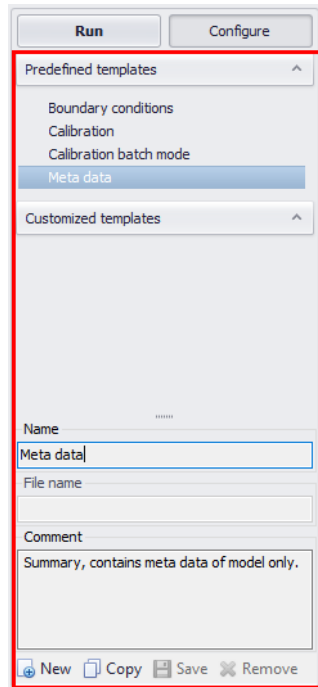 Run Configure
Predefined templates
Boundary conditions
Calibration
Calibration batch mode
Meta data
Customized templates
Name
Meta data
File name
Comment
Summary, contains meta data of model only.
New Copy Save Remove